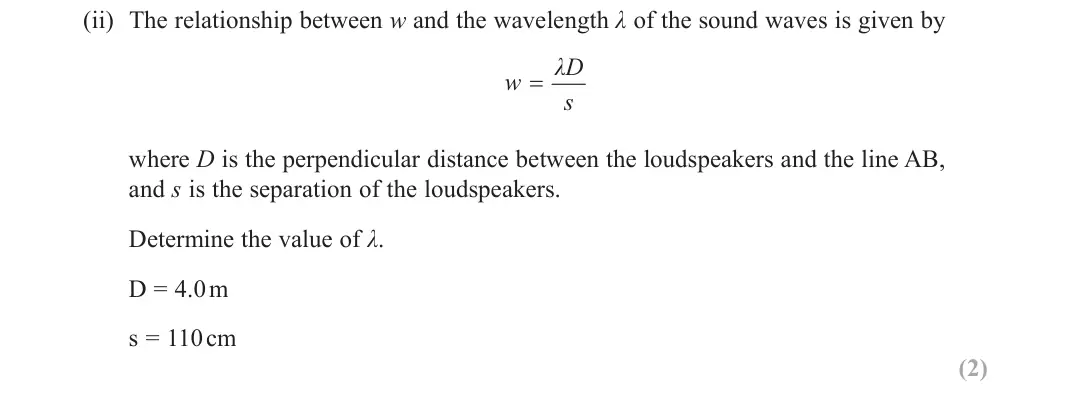 (ii) The relationship between w and the wavelength λ of the sound waves is given by
w = λD / s
where D is the perpendicular distance between the loudspeakers and the line AB,
and s is the separation of the loudspeakers.
Determine the value of λ.
D = 4.0 m
s = 110 cm
(2)